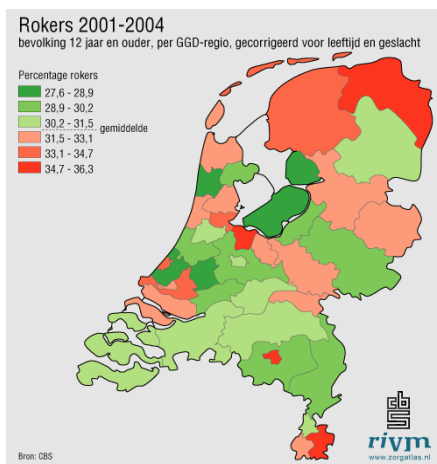 Rokers 2001-2004
bevolking 12 jaar en ouder, per GGD-regio, gecorrigeerd voor leeftijd en geslacht
Percentage rokers
27,6 - 28,9
28,9 - 30,2
30,2 - 31,5
gemiddelde
31,5 - 33,1
33,1 - 34,7
34,7 - 36,3
Bron: CBS
cbs
rivm
www.zorgatlas.nl